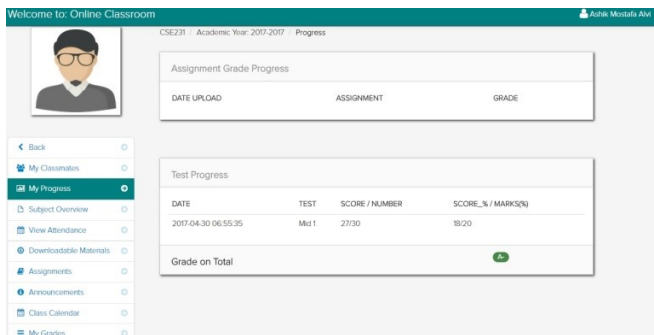 Welcome to: Online Classroom
Ashik Mostafa Alvi
CSE231 / Academic Year: 2017-2017 / Progress
Assignment Grade Progress
DATE UPLOAD ASSIGNMENT GRADE
Back
My Classmates
My Progress
Subject Overview
View Attendance
Downloadable Materials
Assignments
Announcements
Class Calendar
My Grades
Test Progress
DATE TEST SCORE / NUMBER SCORE_% / MARKS(%)
2017-04-30 06:55:35 Mid 1 27/30 18/20
Grade on Total A-